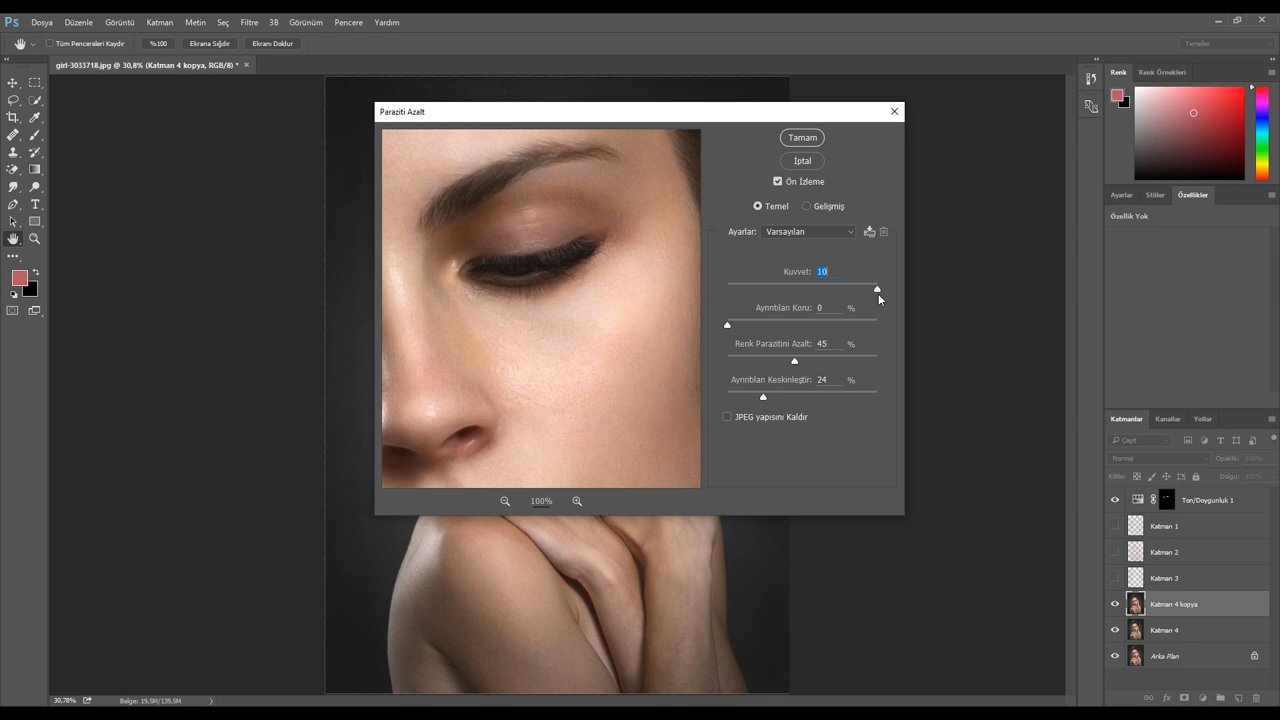 Ps Dosya Düzenle Görüntü Katman Metin Seç Filtre 3B Görünüm Pencere Yardım
Tüm Pencereleri Kaydır %100 Ekrana Sığdır Ekranı Doldur Temeller
girl-3033718.jpg @ 30,8% (Katman 4 kopya, RGB/8) *
Renk Renk Örnekleri
Paraziti Azalt
Tamam
İptal
Ön İzleme
Temel Gelişmiş
Ayarlar: Varsayılan
Kuvvet: 10
Ayrıntıları Koru: 0 %
Renk Parazitini Azalt: 45 %
Ayrıntıları Keskinleştir: 24 %
JPEG yapısını Kaldır
100%
Ayarlar Stiller Özellikler
Özellik Yok
Katmanlar Kanallar Yollar
Çeşit
Normal Opaklık: 100%
Kilitle: Dolgu: 100%
Ton/Doygunluk 1
Katman 1
Katman 2
Katman 3
Katman 4 kopya
Katman 4
Arka Plan
30,78% Belge: 19,5M/139,5M